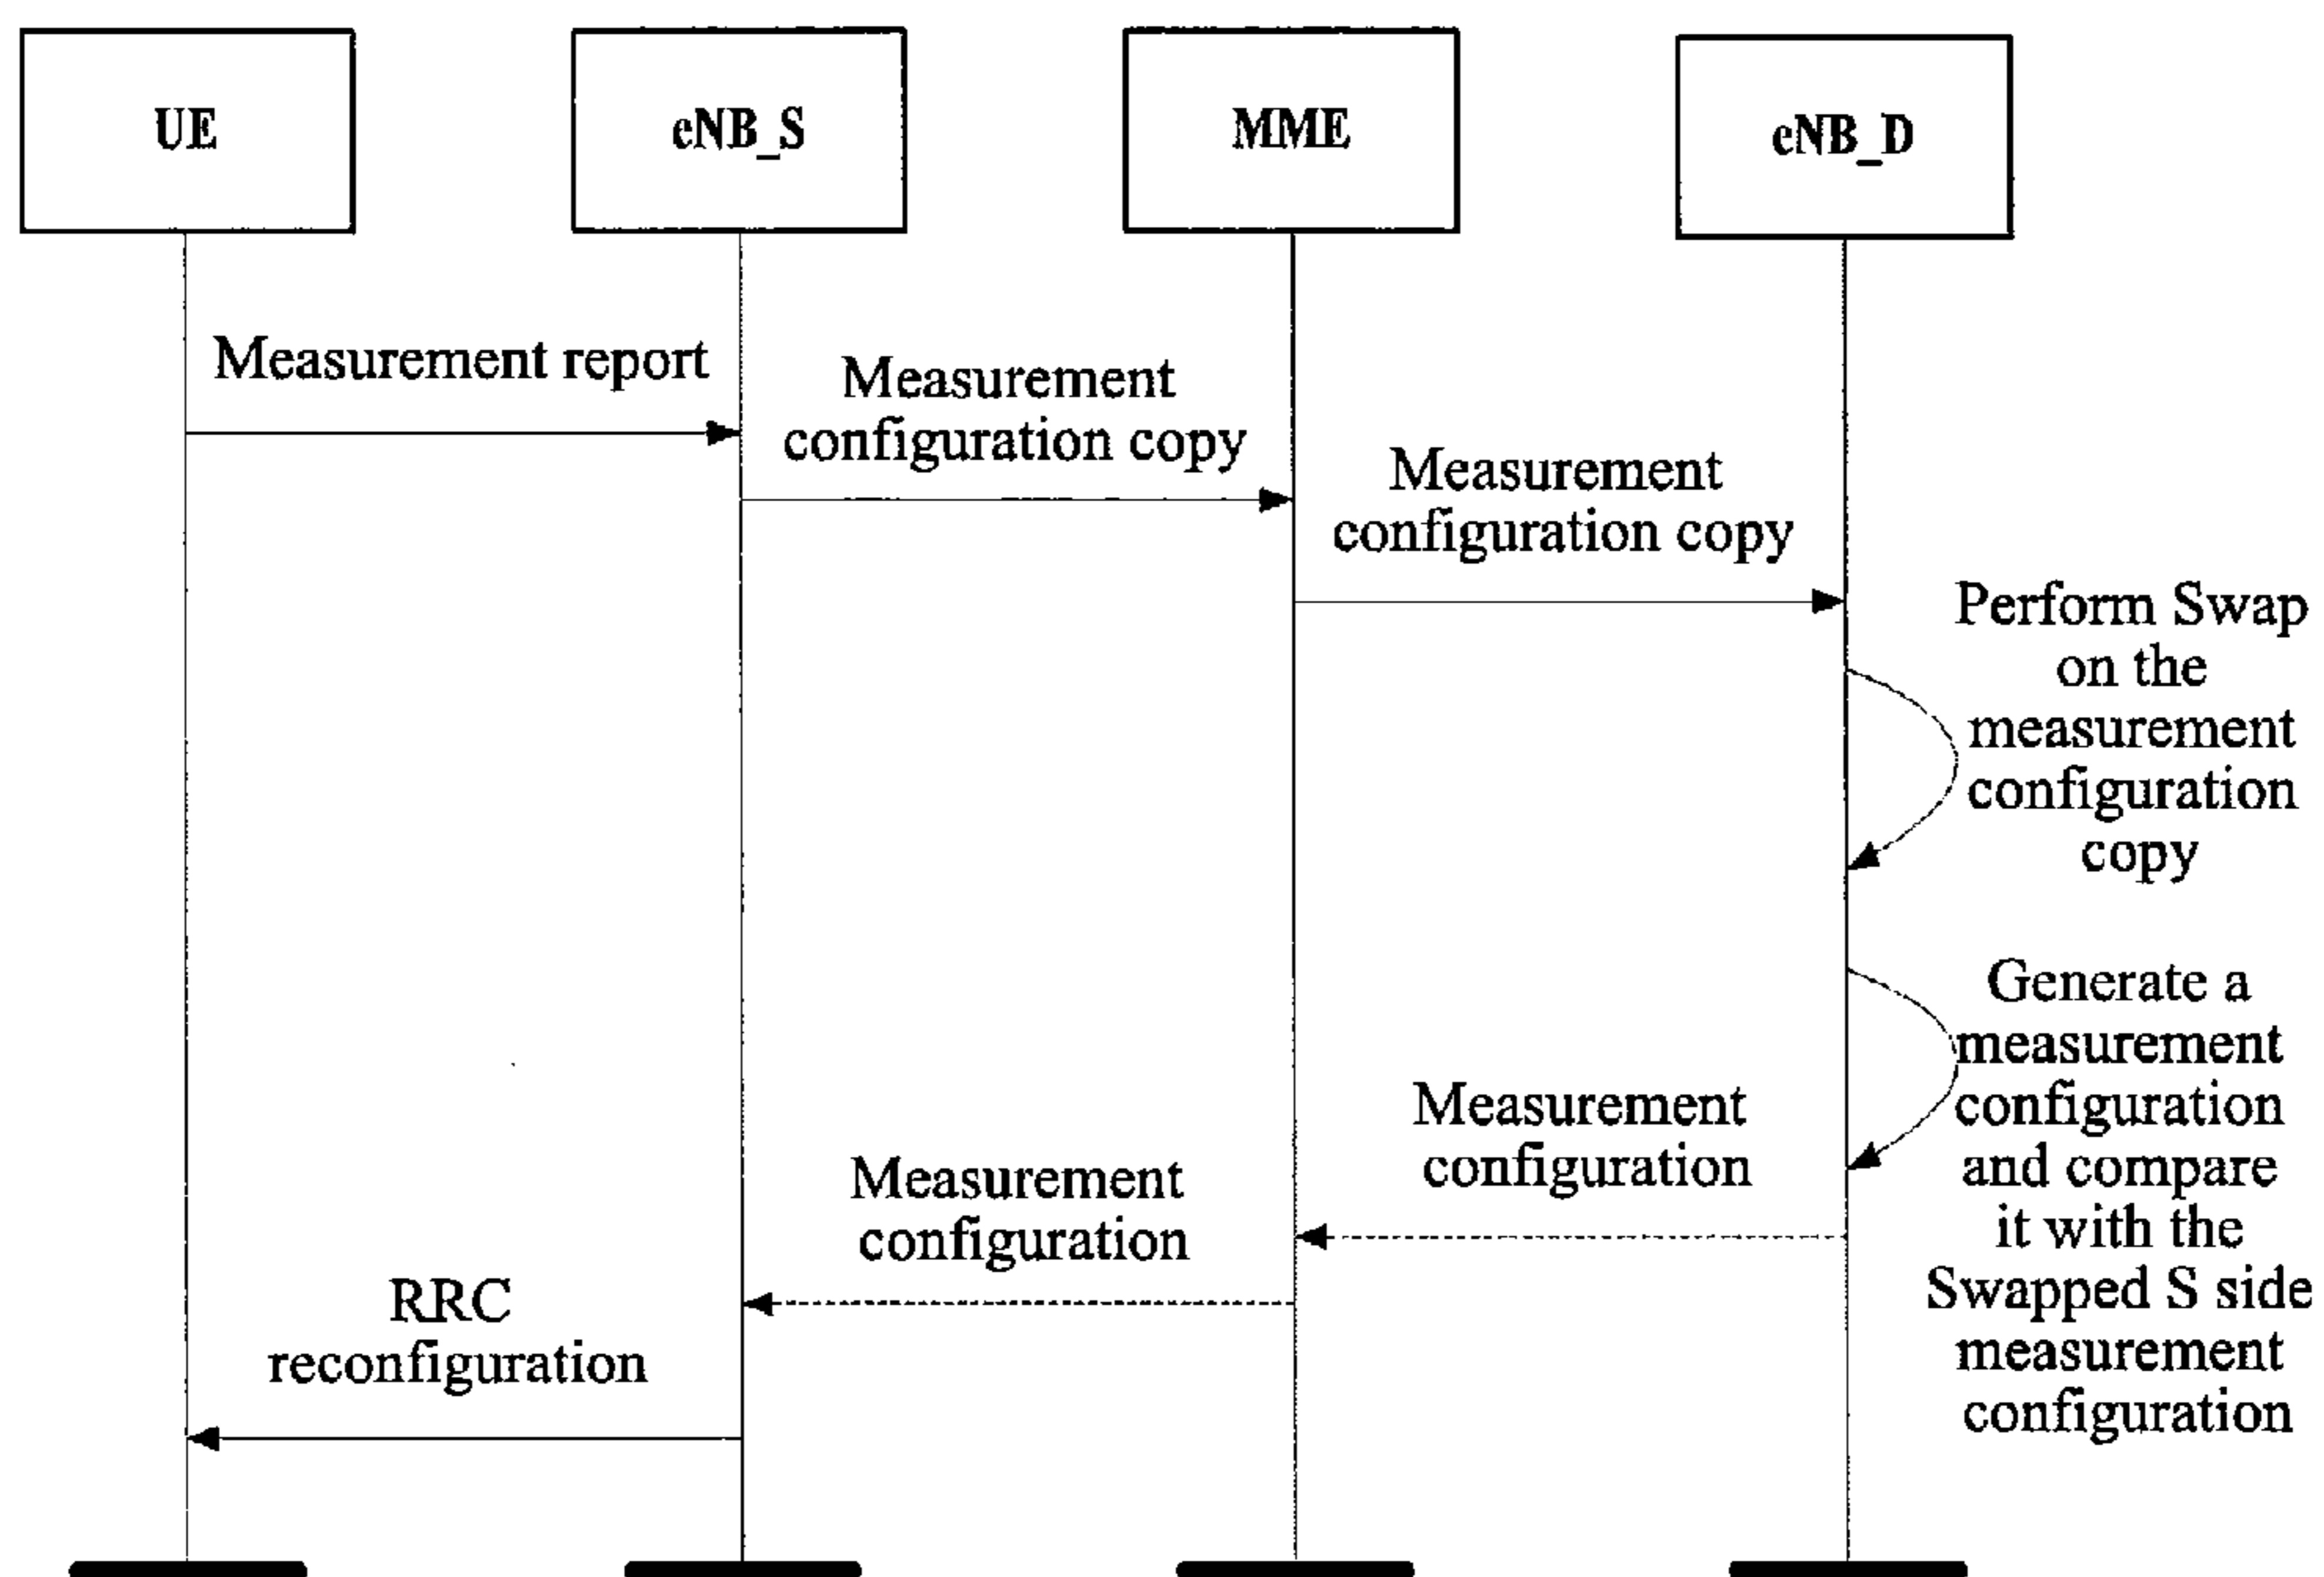 UE
eNB_S
MME
eNB_D
Measurement report
Measurement
configuration copy
Measurement
configuration copy
Perform Swap
on the
measurement
configuration
copy
Generate a
measurement
configuration
and compare
it with the
Swapped S side
measurement
configuration
Measurement
configuration
Measurement
configuration
RRC
reconfiguration